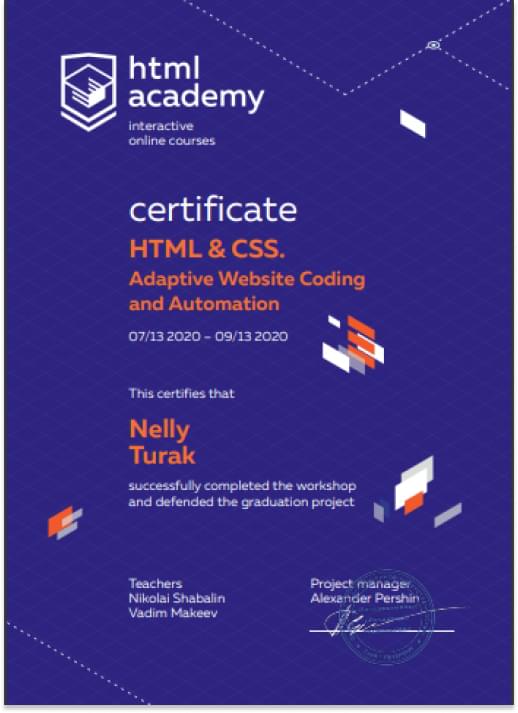 html
academy
interactive
online courses
certificate
HTML & CSS.
Adaptive Website Coding
and Automation
07/13 2020 – 09/13 2020
This certifies that
Nelly
Turak
successfully completed the workshop
and defended the graduation project
Teachers
Nikolai Shabalin
Vadim Makeev
Project manager
Alexander Pershin